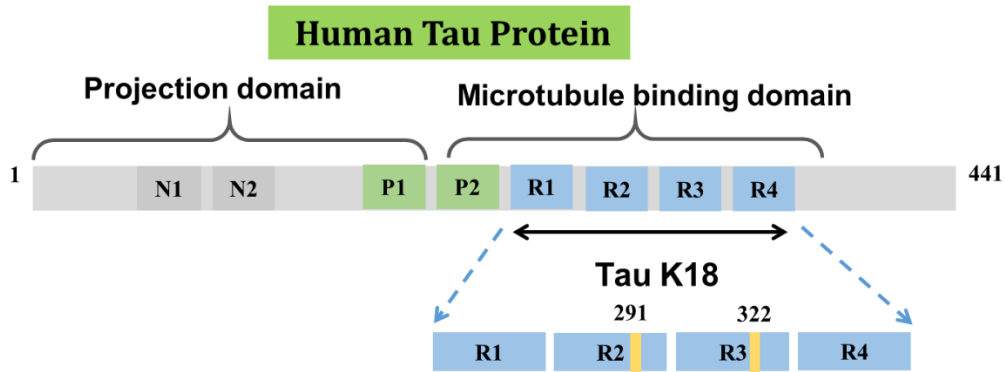 Human Tau Protein
Projection domain
Microtubule binding domain
1
N1
N2
P1
P2
R1
R2
R3
R4
441
Tau K18
291
322
R1
R2
R3
R4